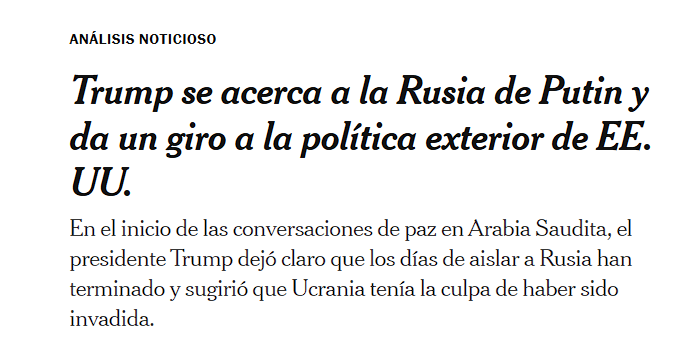 ANÁLISIS NOTICIOSO
Trump se acerca a la Rusia de Putin y
da un giro a la política exterior de EE.
UU.
En el inicio de las conversaciones de paz en Arabia Saudita, el
presidente Trump dejó claro que los días de aislar a Rusia han
terminado y sugirió que Ucrania tenía la culpa de haber sido
invadida.